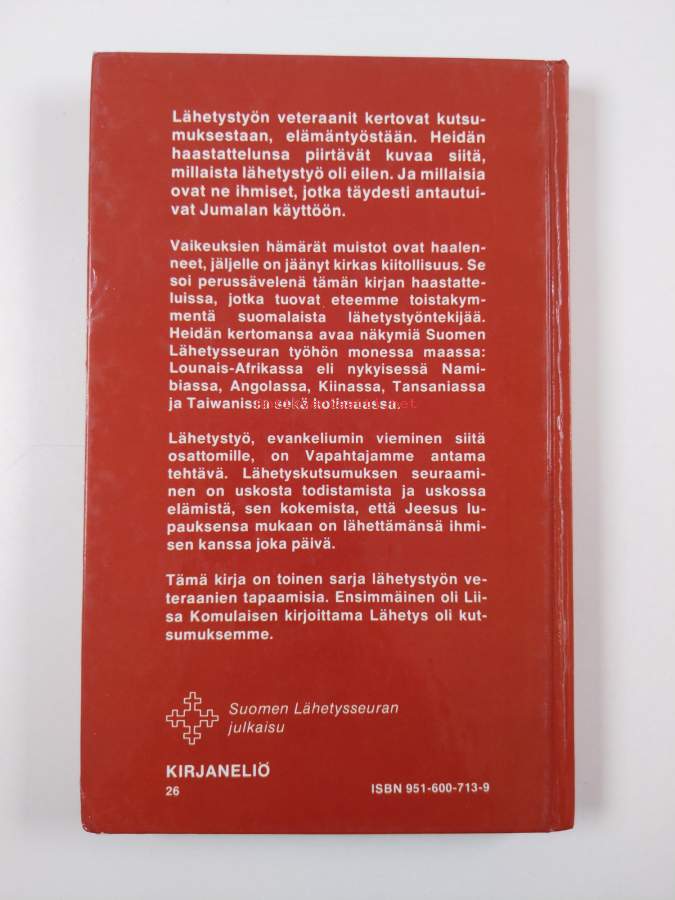 Lähetystyön veteraanit kertovat kutsu-
muksestaan, elämäntyöstään. Heidän
haastattelunsa piirtävät kuvaa siitä,
millaista lähetystyö oli eilen. Ja millaisia
ovat ne ihmiset, jotka täydesti antautui-
vat Jumalan käyttöön.
Vaikeuksien hämärät muistot ovat haalen-
neet, jäljelle on jäänyt kirkas kiitollisuus. Se
soi perussävelenä tämän kirjan haastatte-
luissa, jotka tuovat eteemme toistakym-
mentä suomalaista lähetystyöntekijää.
Heidän kertomansa avaa näkymiä Suomen
Lähetysseuran työhön monessa maassa:
Lounais-Afrikassa eli nykyisessä Nami-
biassa, Angolassa, Kiinassa, Tansaniassa
ja Taiwanissa sekä kotimaassa.
Lähetystyö, evankeliumin vieminen siitä
osattomille, on Vapahtajamme antama
tehtävä. Lähetyskutsumuksen seuraami-
nen on uskosta todistamista ja uskossa
elämistä, sen kokemista, että Jeesus lu-
pauksensa mukaan on lähettämänsä ihmi-
sen kanssa joka päivä.
Tämä kirja on toinen sarja lähetystyön ve-
teraanien tapaamisia. Ensimmäinen oli Lii-
sa Komulaisen kirjoittama Lähetys oli kut-
sumuksemme.
Suomen Lähetysseuran
julkaisu
KIRJANELIÖ
26 ISBN 951-600-713-9